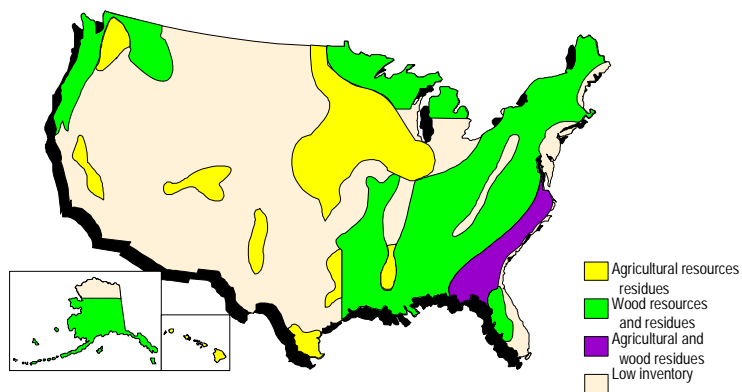 Agricultural resources
residues
Wood resources
and residues
Agricultural and
wood residues
Low inventory